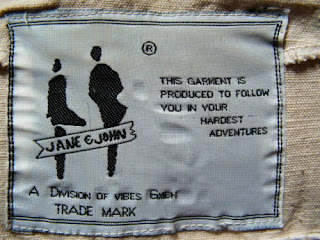 ®
THIS GARMENT IS
PRODUCED TO FOLLOW
YOU IN YOUR
HARDEST
ADVENTURES
JANE & JOHN
A DIVISION OF VIBES GMBH
TRADE MARK